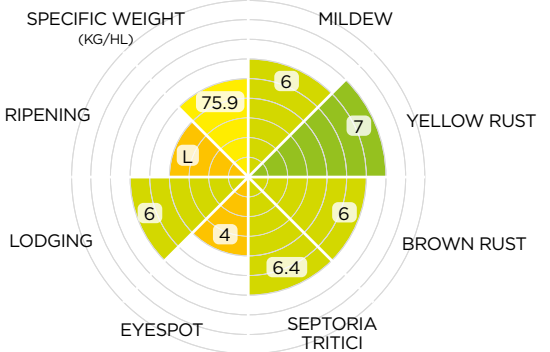 SPECIFIC WEIGHT
(KG/HL)
MILDEW
6
75.9
RIPENING
YELLOW RUST
7
L
6
6
LODGING
4
BROWN RUST
6.4
EYESPOT
SEPTORIA
TRITICI